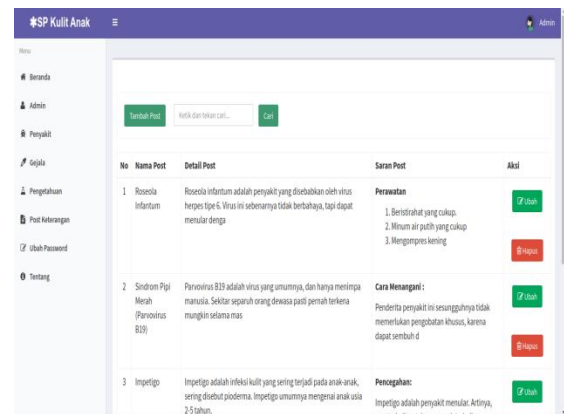 SP Kulit Anak
Admin
Menu
Beranda
Admin
Penyakit
Gejala
Pengetahuan
Post Keterangan
Ubah Password
Tentang
Tambah Post
Ketik dan tekan cari...
Cari
No Nama Post Detail Post Saran Post Aksi
1 Roseola Infantum
Roseola infantum adalah penyakit yang disebabkan oleh virus
herpes tipe 6. Virus ini sebenarnya tidak berbahaya, tapi dapat
menular denga
Perawatan
1. Beristirahat yang cukup.
2. Minum air putih yang cukup
3. Mengompres kening
Ubah
Hapus
2 Sindrom Pipi
Merah
(Parvovirus
B19)
Parvovirus B19 adalah virus yang umumnya, dan hanya menimpa
manusia. Sekitar separuh orang dewasa pasti pernah terkena
mungkin selama mas
Cara Menangani :
Penderita penyakit ini sesungguhnya tidak
memerlukan pengobatan khusus, karena
dapat sembuh d
Ubah
Hapus
3 Impetigo
Impetigo adalah infeksi kulit yang sering terjadi pada anak-anak,
sering disebut pioderma. Impetigo umumnya mengenai anak usia
2-5 tahun.
Pencegahan:
Impetigo adalah penyakit menular. Artinya,
Ubah